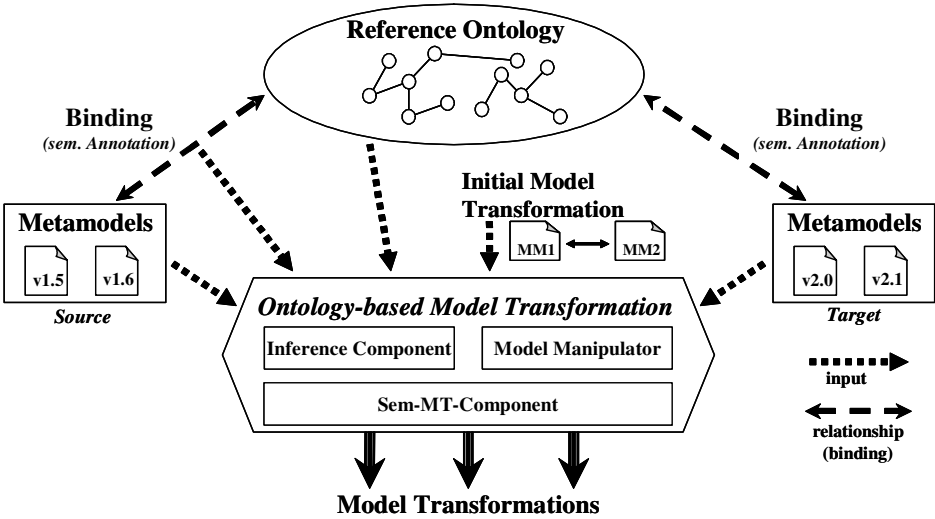 Reference Ontology
Binding
(sem. Annotation)
Binding
(sem. Annotation)
Initial Model
Transformation
MM1
MM2
Metamodels
v1.5
v1.6
Source
Metamodels
v2.0
v2.1
Target
Ontology-based Model Transformation
Inference Component
Model Manipulator
Sem-MT-Component
input
relationship
(binding)
Model Transformations